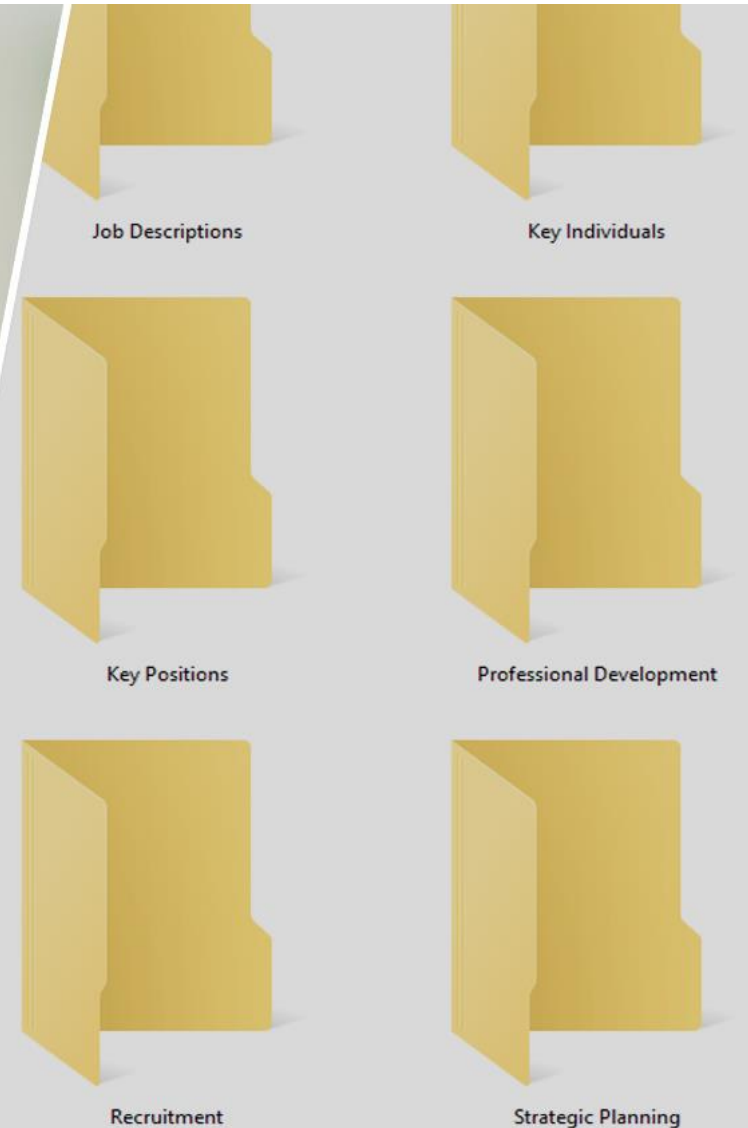 Job Descriptions
Key Individuals
Key Positions
Professional Development
Recruitment
Strategic Planning